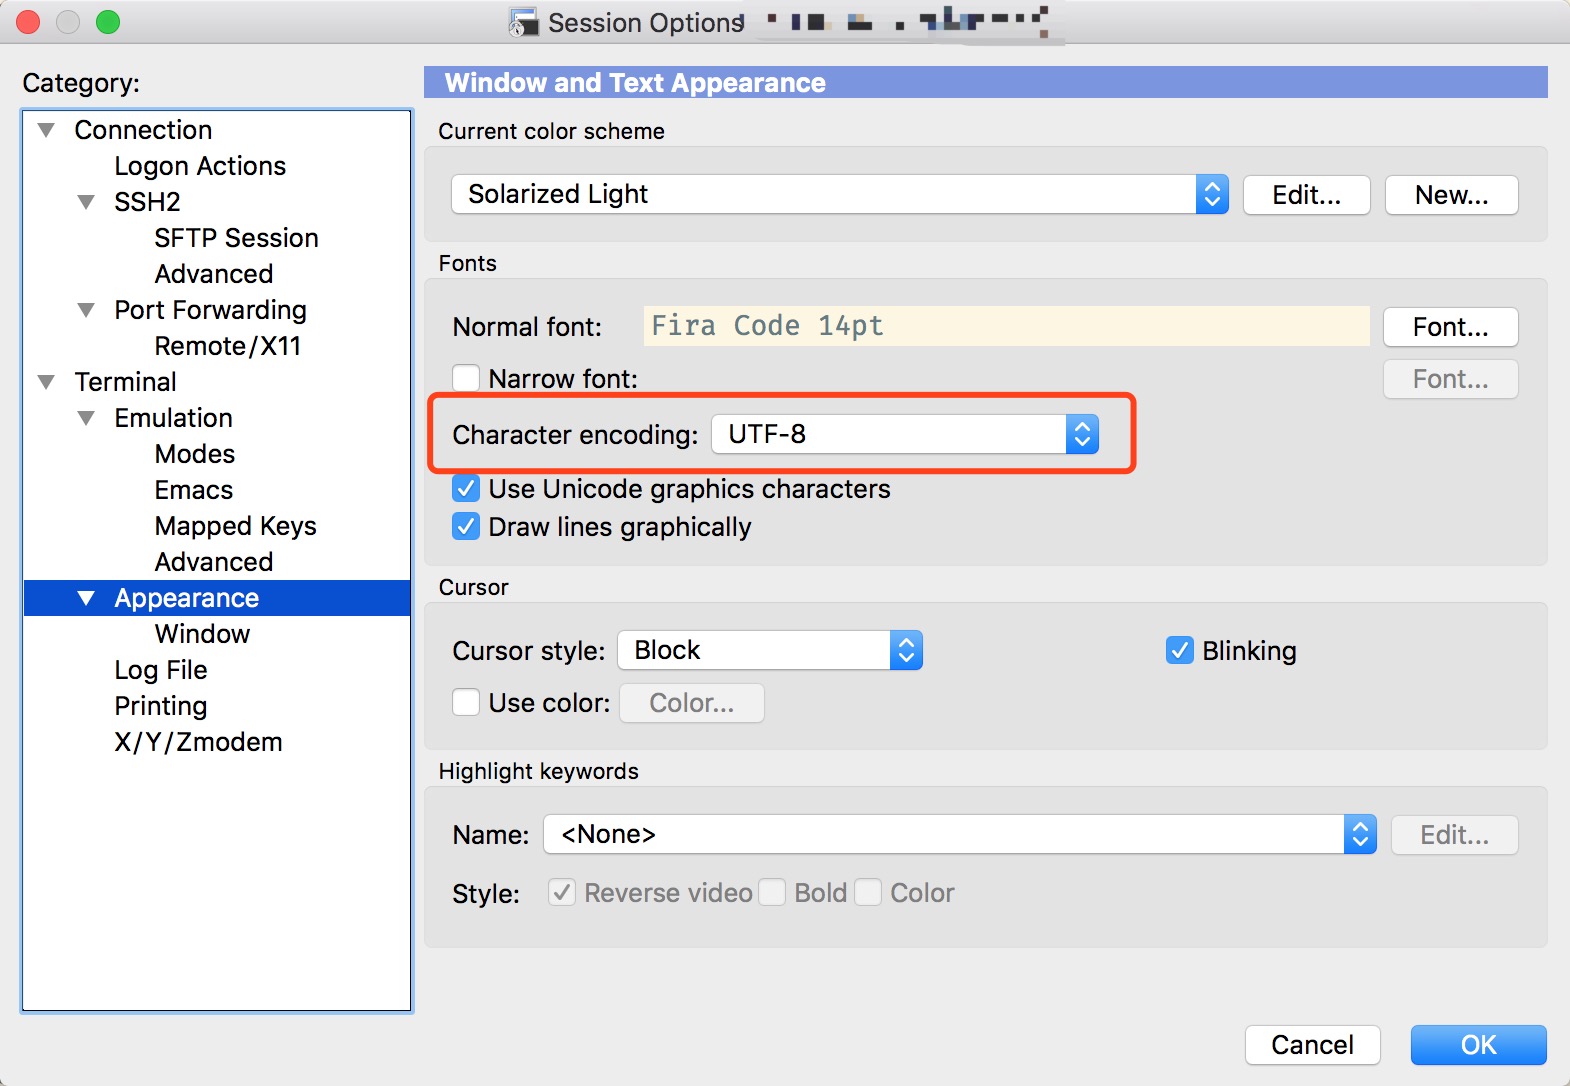 Session Options
Category:
Connection
Logon Actions
SSH2
SFTP Session
Advanced
Port Forwarding
Remote/X11
Terminal
Emulation
Modes
Emacs
Mapped Keys
Advanced
Appearance
Window
Log File
Printing
X/Y/Zmodem
Window and Text Appearance
Current color scheme
Solarized Light Edit... New...
Fonts
Normal font: Fira Code 14pt Font...
Narrow font: Font...
Character encoding: UTF-8
Use Unicode graphics characters
Draw lines graphically
Cursor
Cursor style: Block Blinking
Use color: Color...
Highlight keywords
Name: <None> Edit...
Style: Reverse video Bold Color
Cancel OK